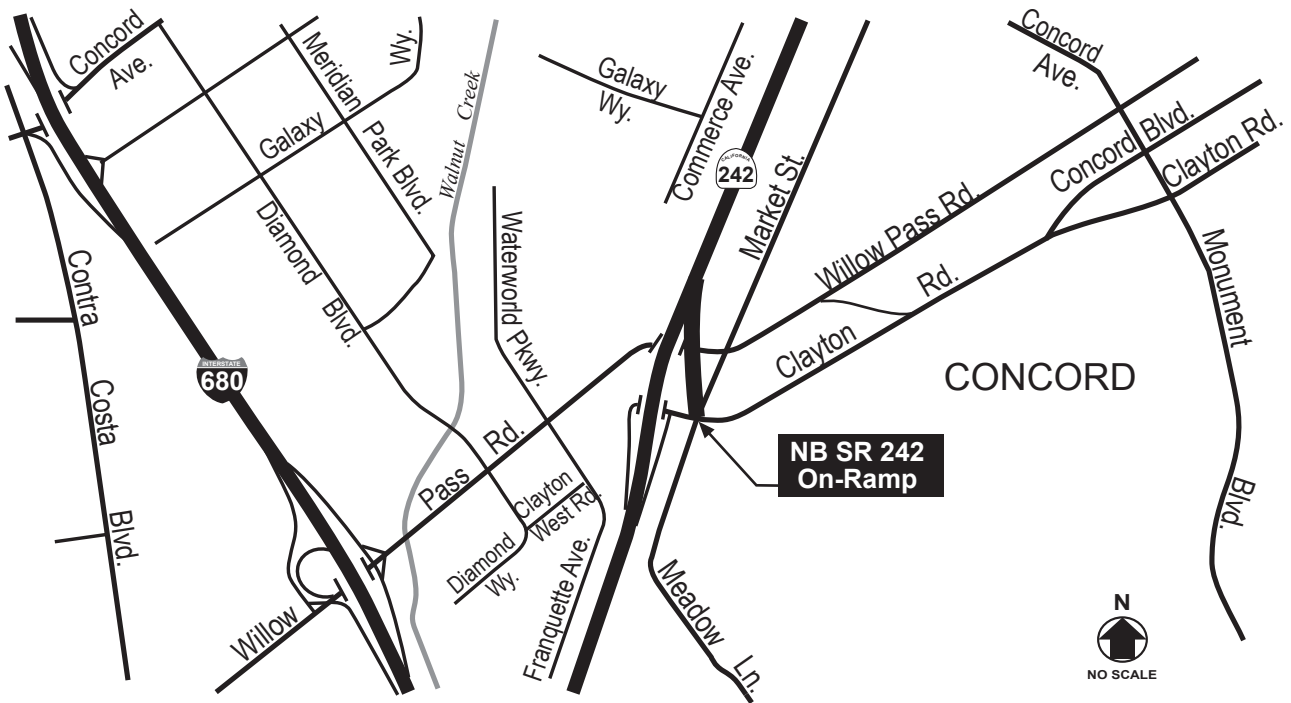 Concord
Ave.
Meridian
Park Blvd.
Galaxy
Wy.
Walnut Creek
Galaxy
Wy.
Commerce Ave.
CALIFORNIA
242
Market St.
Concord
Ave.
Willow Pass Rd.
Concord Blvd.
Clayton Rd.
Contra
Costa
Blvd.
Diamond
Blvd.
Waterworld Pkwy.
INTERSTATE
680
Clayton
Rd.
Monument
Blvd.
CONCORD
NB SR 242
On-Ramp
Willow
Pass
Rd.
Clayton
West Rd.
Diamond
Wy.
Franquette Ave.
Meadow
Ln.
N
NO SCALE